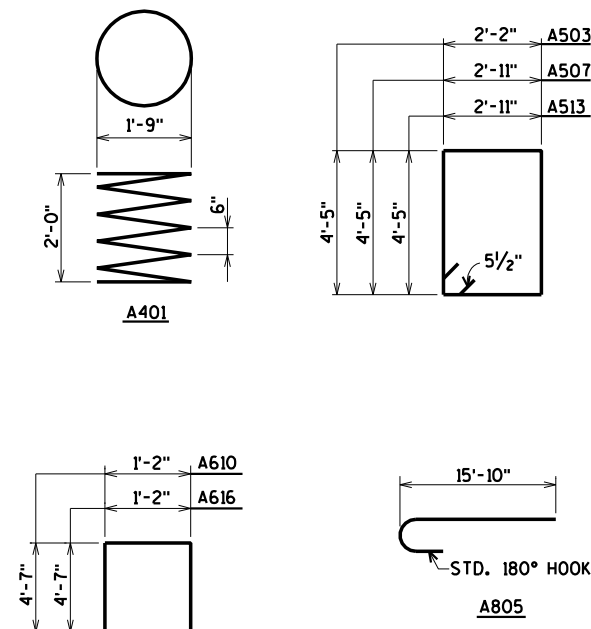 1'-9"
2'-0"
6"
A401
2'-2" A503
2'-11" A507
2'-11" A513
4'-5" 4'-5" 4'-5"
5½"
1'-2" A610
1'-2" A616
4'-7" 4'-7"
15'-10"
STD. 180° HOOK
A805